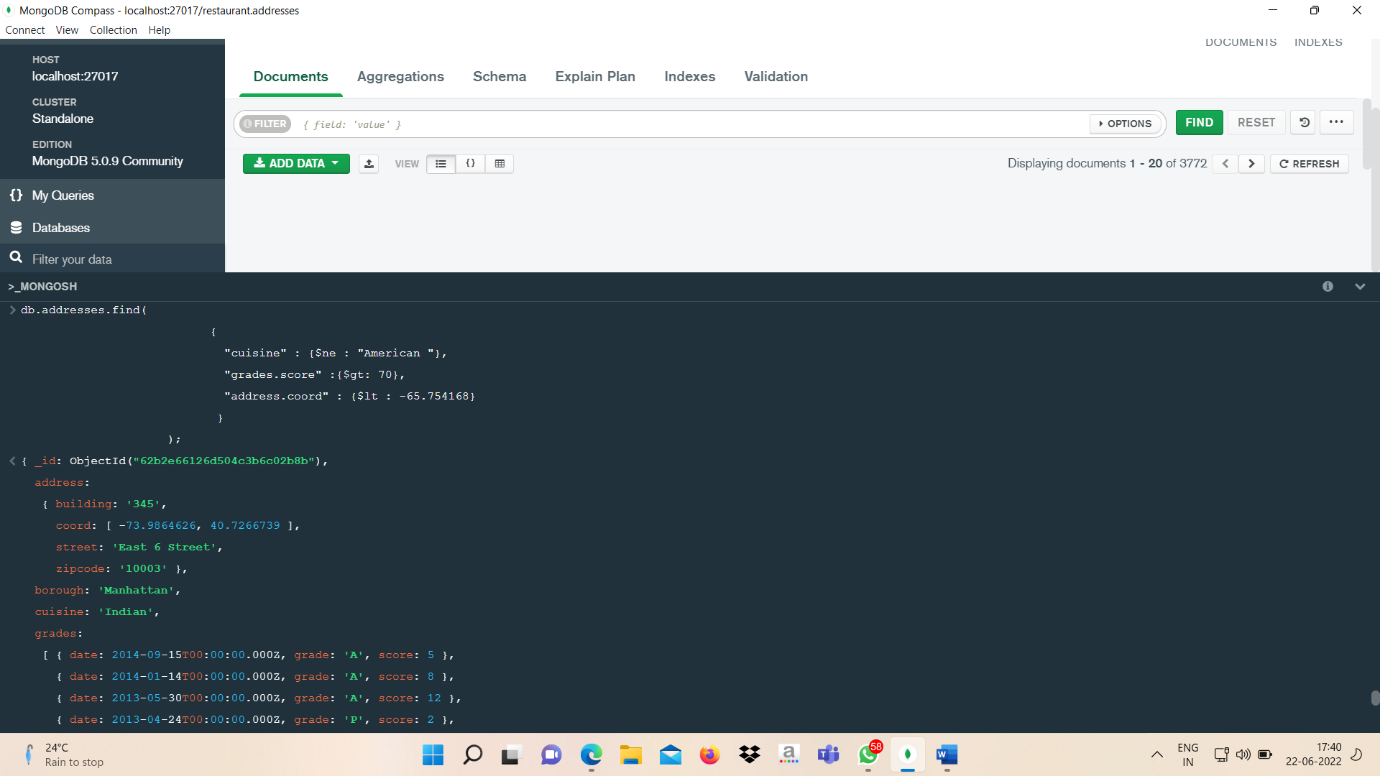 MongoDB Compass - localhost:27017/restaurant.addresses
Connect View Collection Help
DOCUMENTS INDEXES
HOST
localhost:27017
CLUSTER
Standalone
EDITION
MongoDB 5.0.9 Community
{} My Queries
Databases
Filter your data
Documents Aggregations Schema Explain Plan Indexes Validation
FILTER { field: 'value' } OPTIONS FIND RESET ...
ADD DATA VIEW {} Displaying documents 1 - 20 of 3772 < > REFRESH
>_MONGOSH
> db.addresses.find(
{
"cuisine" : {$ne : "American "},
"grades.score" :{$gt: 70},
"address.coord" : {$lt : -65.754168}
}
);
< { _id: ObjectId("62b2e66126d504c3b6c02b8b"),
address:
{ building: '345',
coord: [ -73.9864626, 40.7266739 ],
street: 'East 6 Street',
zipcode: '10003' },
borough: 'Manhattan',
cuisine: 'Indian',
grades:
[ { date: 2014-09-15T00:00:00.000Z, grade: 'A', score: 5 },
{ date: 2014-01-14T00:00:00.000Z, grade: 'A', score: 8 },
{ date: 2013-05-30T00:00:00.000Z, grade: 'A', score: 12 },
{ date: 2013-04-24T00:00:00.000Z, grade: 'P', score: 2 },
24°C
Rain to stop
a
T
58
W
ENG
IN
17:40
22-06-2022